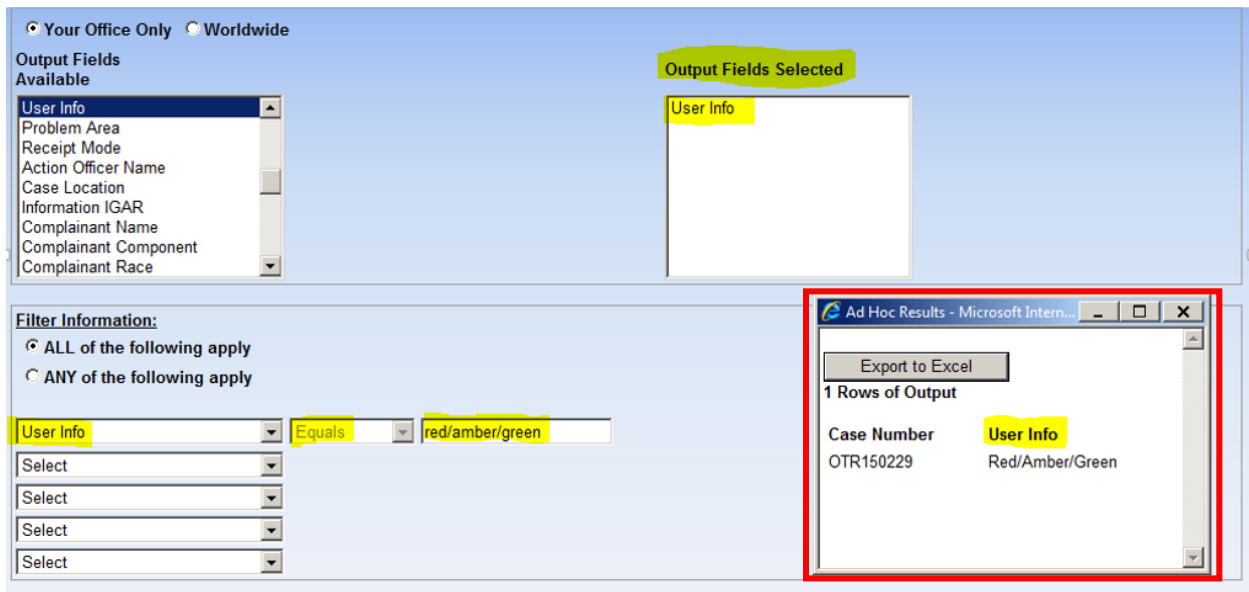 Your Office Only Worldwide
Output Fields
Available
Output Fields Selected
User Info
Problem Area
Receipt Mode
Action Officer Name
Case Location
Information IGAR
Complainant Name
Complainant Component
Complainant Race
User Info
Filter Information:
ALL of the following apply
ANY of the following apply
User Info Equals red/amber/green
Select
Select
Select
Select
Ad Hoc Results - Microsoft Intern...
Export to Excel
1 Rows of Output
Case Number User Info
OTR150229 Red/Amber/Green